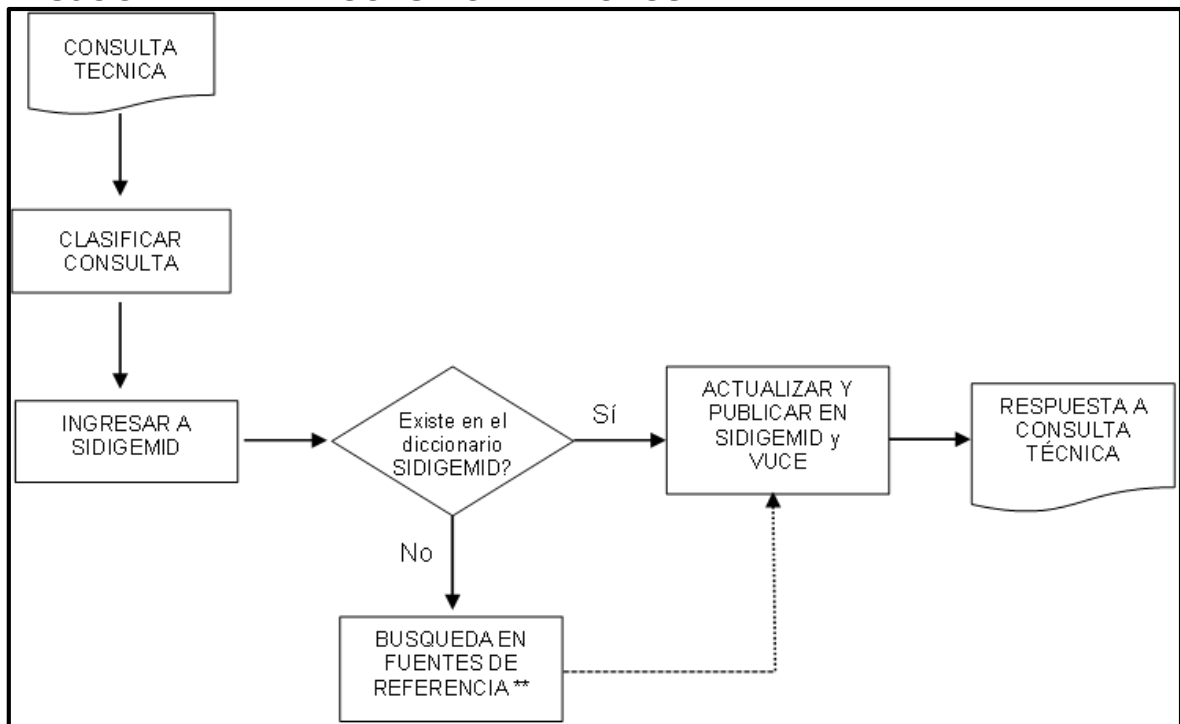 CONSULTA
TECNICA
CLASIFICAR
CONSULTA
INGRESAR A
SIDIGEMID
Existe en el
diccionario
SIDIGEMID?
Sí
No
ACTUALIZAR Y
PUBLICAR EN
SIDIGEMID y
VUCE
RESPUESTA A
CONSULTA
TÉCNICA
BUSQUEDA EN
FUENTES DE
REFERENCIA **